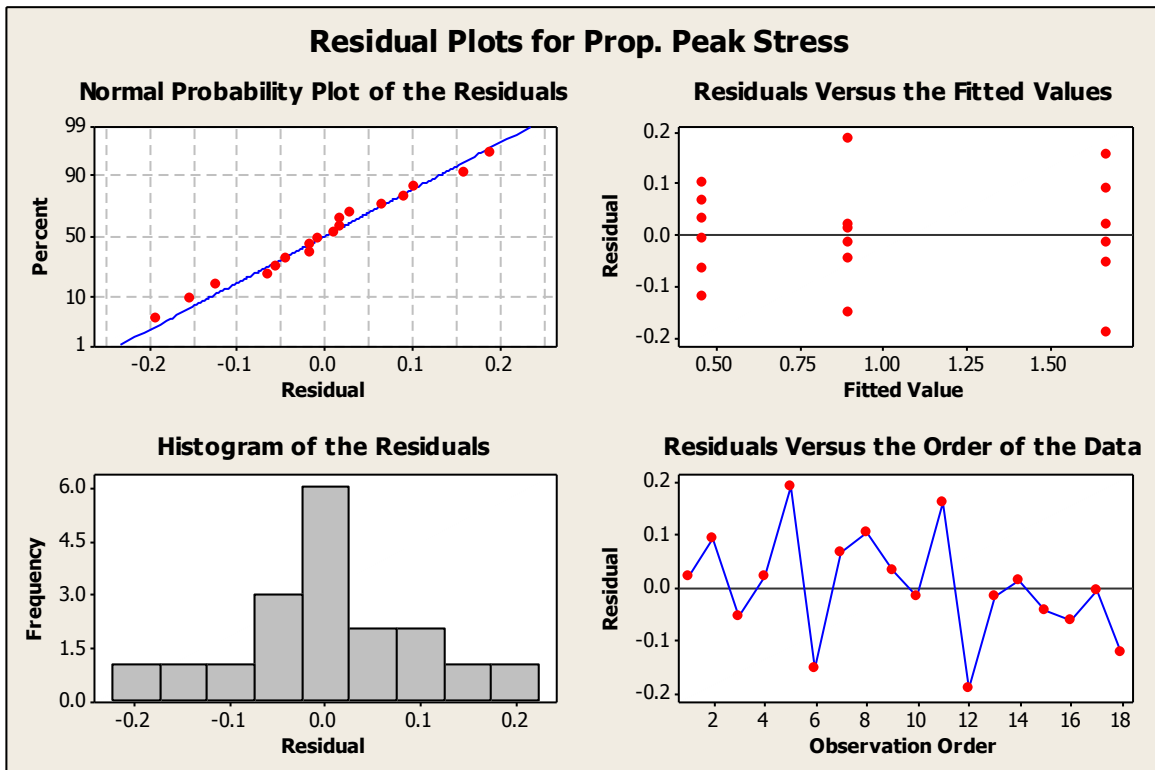 Residual Plots for Prop. Peak Stress
Normal Probability Plot of the Residuals
99
90
50
10
1
Percent
-0.2 -0.1 0.0 0.1 0.2
Residual
Residuals Versus the Fitted Values
0.2
0.1
0.0
-0.1
-0.2
Residual
0.50 0.75 1.00 1.25 1.50
Fitted Value
Histogram of the Residuals
6.0
4.5
3.0
1.5
0.0
Frequency
-0.2 -0.1 0.0 0.1 0.2
Residual
Residuals Versus the Order of the Data
0.2
0.1
0.0
-0.1
-0.2
Residual
2 4 6 8 10 12 14 16 18
Observation Order